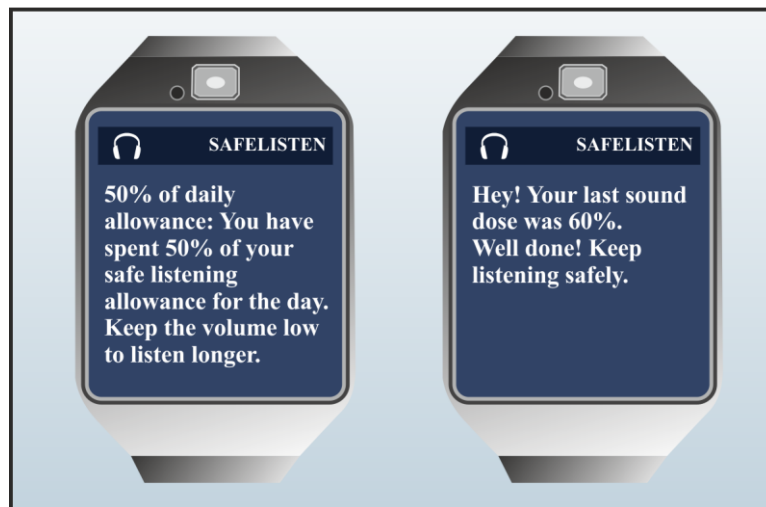 SAFELISTEN
50% of daily
allowance: You have
spent 50% of your
safe listening
allowance for the day.
Keep the volume low
to listen longer.
SAFELISTEN
Hey! Your last sound
dose was 60%.
Well done! Keep
listening safely.